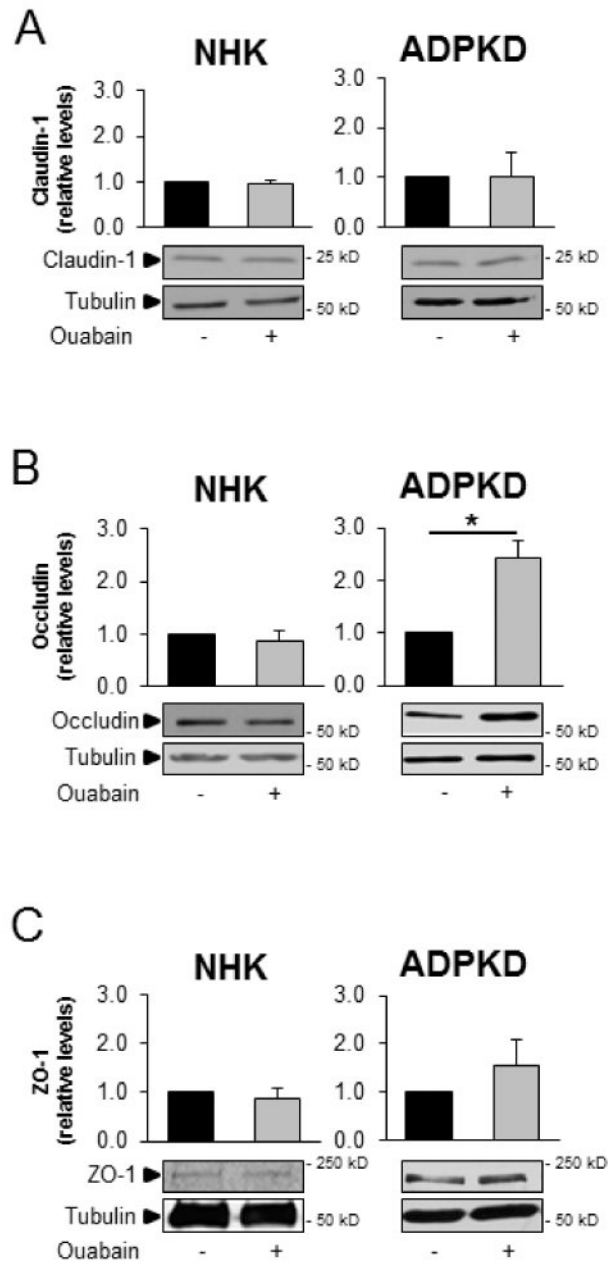 A
NHK ADPKD
Claudin-1
(relative levels)
3.0 3.0
2.0 2.0
1.0 1.0
0.0 0.0
Claudin-1 - 25 kD - 25 kD
Tubulin - 50 kD - 50 kD
Ouabain - + - +
B
NHK ADPKD
Occludin
(relative levels)
3.0 * 3.0
2.0 2.0
1.0 1.0
0.0 0.0
Occludin - 50 kD - 50 kD
Tubulin - 50 kD - 50 kD
Ouabain - + - +
C
NHK ADPKD
ZO-1
(relative levels)
3.0 3.0
2.0 2.0
1.0 1.0
0.0 0.0
ZO-1 - 250 kD - 250 kD
Tubulin - 50 kD - 50 kD
Ouabain - + - +